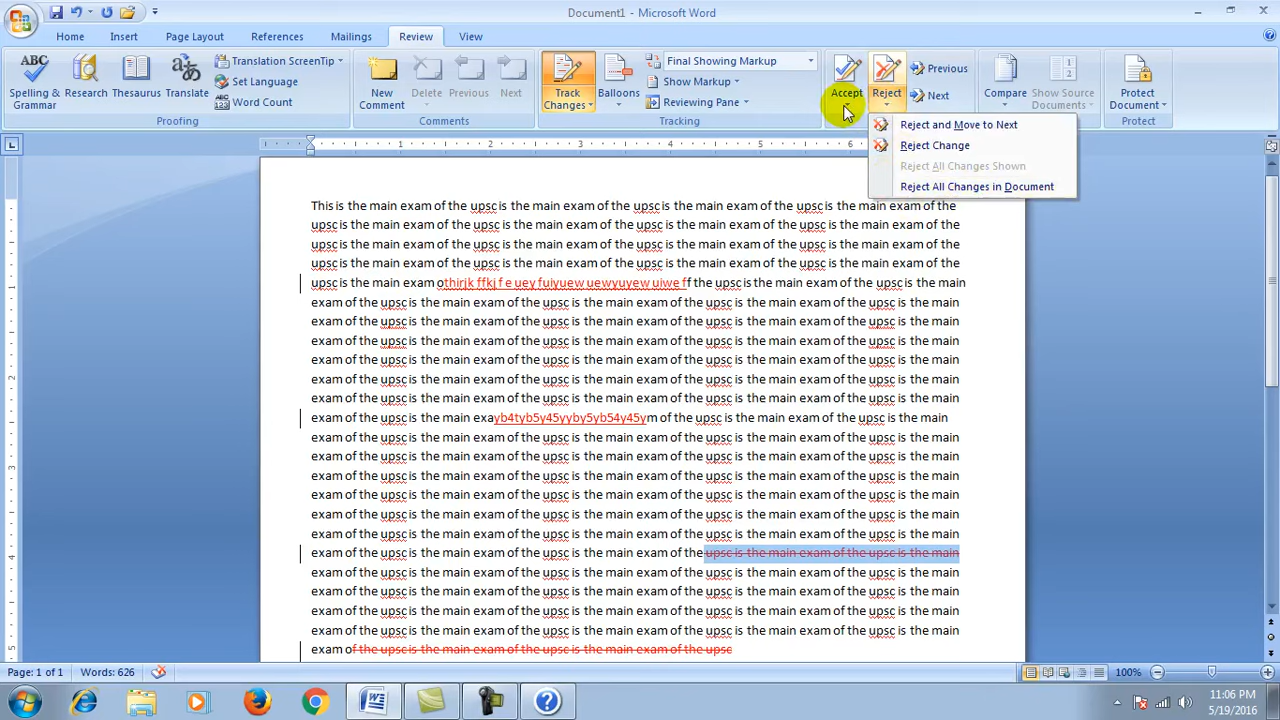 Document1 - Microsoft Word
Home Insert Page Layout References Mailings Review View
ABC
Spelling & Grammar
Research
Thesaurus
Translate
Translation ScreenTip
Set Language
Word Count
Proofing
New Comment
Delete
Previous
Next
Comments
Track Changes
Balloons
Final Showing Markup
Show Markup
Reviewing Pane
Tracking
Accept
Reject
Previous
Next
Compare
Show Source Documents
Protect Document
Protect
Reject and Move to Next
Reject Change
Reject All Changes Shown
Reject All Changes in Document
This is the main exam of the upsc is the main exam of the upsc is the main exam of the upsc is the main exam of the
upsc is the main exam of the upsc is the main exam of the upsc is the main exam of the upsc is the main exam of the
upsc is the main exam of the upsc is the main exam of the upsc is the main exam of the upsc is the main exam of the
upsc is the main exam of the upsc is the main exam of the upsc is the main exam of the upsc is the main exam of the
upsc is the main exam othirjk ffkj f e uey fuiyuew uewyuyew uiwe ff the upsc is the main exam of the upsc is the main
exam of the upsc is the main exam of the upsc is the main exam of the upsc is the main exam of the upsc is the main
exam of the upsc is the main exam of the upsc is the main exam of the upsc is the main exam of the upsc is the main
exam of the upsc is the main exam of the upsc is the main exam of the upsc is the main exam of the upsc is the main
exam of the upsc is the main exam of the upsc is the main exam of the upsc is the main exam of the upsc is the main
exam of the upsc is the main exam of the upsc is the main exam of the upsc is the main exam of the upsc is the main
exam of the upsc is the main exam of the upsc is the main exam of the upsc is the main exam of the upsc is the main
exam of the upsc is the main exayb4tyb5y45yyby5yb54y45ym of the upsc is the main exam of the upsc is the main
exam of the upsc is the main exam of the upsc is the main exam of the upsc is the main exam of the upsc is the main
exam of the upsc is the main exam of the upsc is the main exam of the upsc is the main exam of the upsc is the main
exam of the upsc is the main exam of the upsc is the main exam of the upsc is the main exam of the upsc is the main
exam of the upsc is the main exam of the upsc is the main exam of the upsc is the main exam of the upsc is the main
exam of the upsc is the main exam of the upsc is the main exam of the upsc is the main exam of the upsc is the main
exam of the upsc is the main exam of the upsc is the main exam of the upsc is the main exam of the upsc is the main
exam of the upsc is the main exam of the upsc is the main exam of the upsc is the main exam of the upsc is the main
exam of the upsc is the main exam of the upsc is the main exam of the upsc is the main exam of the upsc is the main
exam of the upsc is the main exam of the upsc is the main exam of the upsc is the main exam of the upsc is the main
exam of the upsc is the main exam of the upsc is the main exam of the upsc is the main exam of the upsc is the main
exam of the upsc is the main exam of the upsc is the main exam of the upsc is the main exam of the upsc is the main
exam of the upsc is the main exam of the upsc is the main exam of the upsc
Page: 1 of 1 Words: 626 100%
11:06 PM
5/19/2016